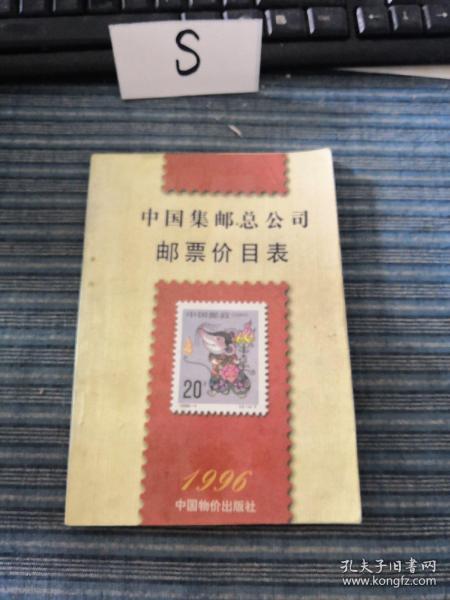 S
中国集邮总公司
邮票价目表
中国邮政
20
1996
中国物价出版社
孔夫子旧书网
www.kongfz.com